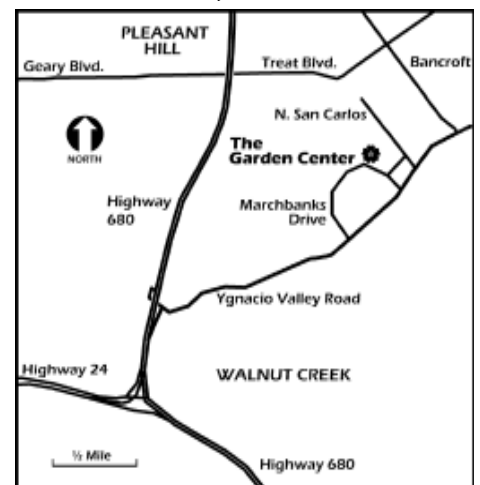 PLEASANT
HILL
Geary Blvd.
Treat Blvd.
Bancroft
N. San Carlos
NORTH
The
Garden Center
Highway
680
Marchbanks
Drive
Ygnacio Valley Road
Highway 24
WALNUT CREEK
½ Mile
Highway 680